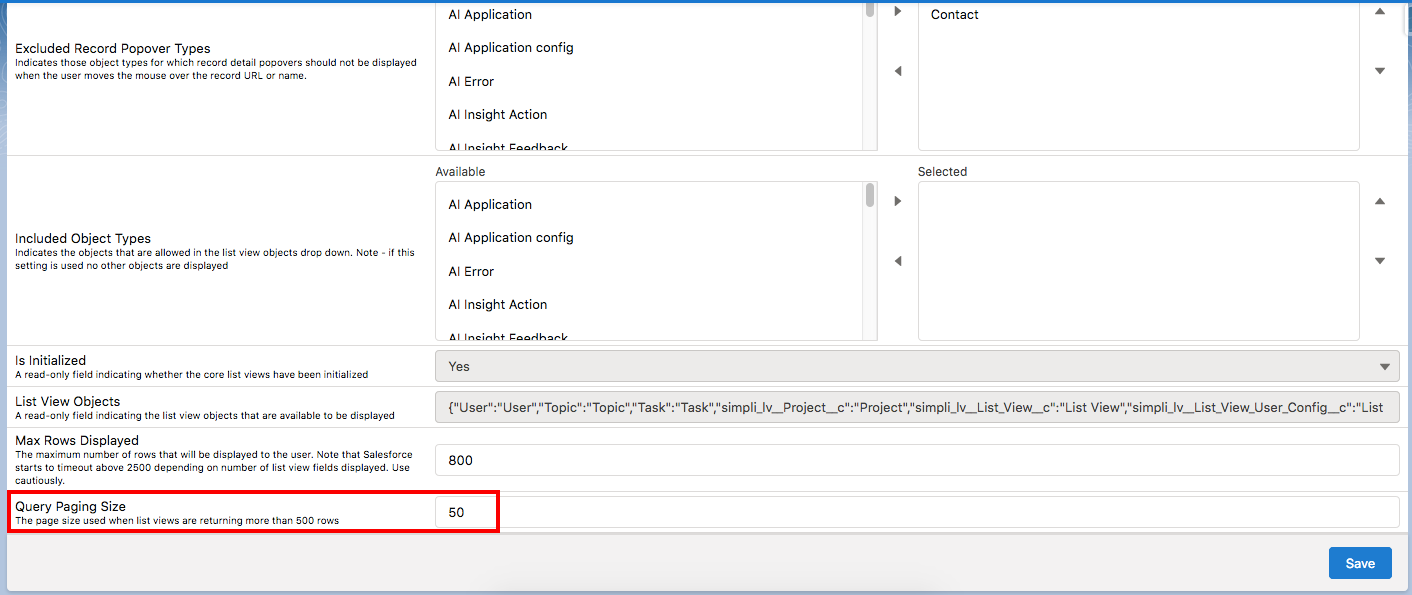 AI Application
Contact
Excluded Record Popover Types
Indicates those object types for which record detail popovers should not be displayed
when the user moves the mouse over the record URL or name.
AI Application config
AI Error
AI Insight Action
AI Insight Feedback
Available
Selected
Included Object Types
Indicates the objects that are allowed in the list view objects drop down. Note - if this
setting is used no other objects are displayed
AI Application
AI Application config
AI Error
AI Insight Action
AI Insight Feedback
Is Initialized
A read-only field indicating whether the core list views have been initialized
Yes
List View Objects
A read-only field indicating the list view objects that are available to be displayed
{"User":"User","Topic":"Topic","Task":"Task","simpli_lv__Project__c":"Project","simpli_lv__List_View__c":"List View","simpli_lv__List_View_User_Config__c":"List
Max Rows Displayed
The maximum number of rows that will be displayed to the user. Note that Salesforce
starts to timeout above 2500 depending on number of list view fields displayed. Use
cautiously.
800
Query Paging Size
The page size used when list views are returning more than 500 rows
50
Save